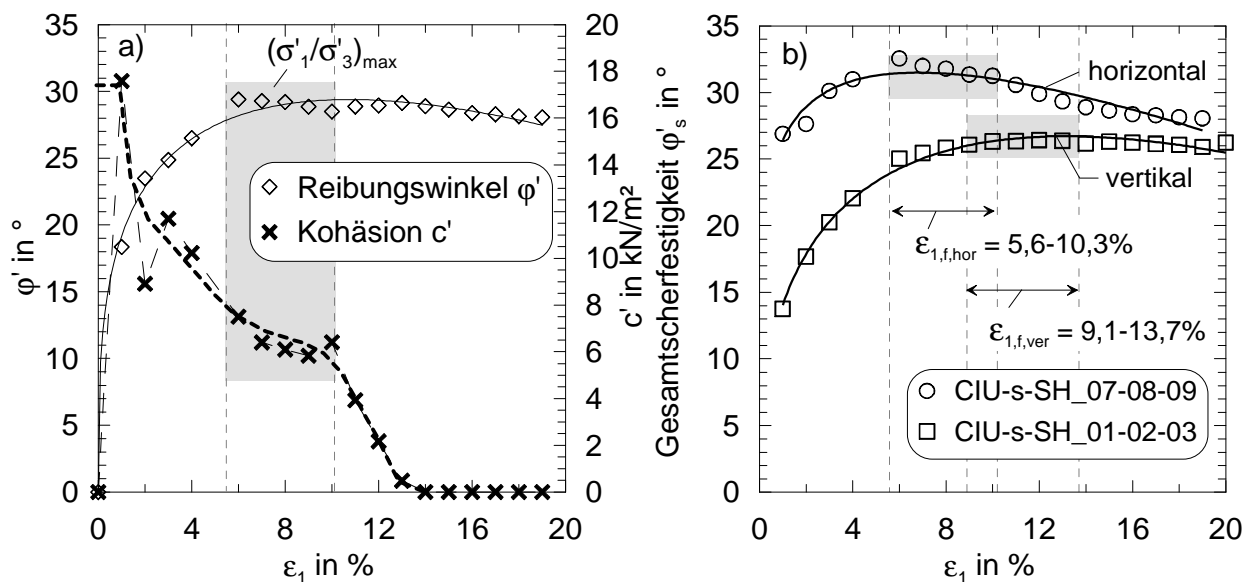 a)
(σ'1/σ'3)max
Reibungswinkel φ'
Kohäsion c'
φ' in °
35
30
25
20
15
10
5
0
0 4 8 12 16 20
ε1 in %
20
18
16
14
12
10
8
6
4
2
0
c' in kN/m²
b)
horizontal
vertikal
ε1,f,hor = 5,6-10,3%
ε1,f,ver = 9,1-13,7%
CIU-s-SH_07-08-09
CIU-s-SH_01-02-03
Gesamtscherfestigkeit φ's in °
35
30
25
20
15
10
5
0
0 4 8 12 16 20
ε1 in %